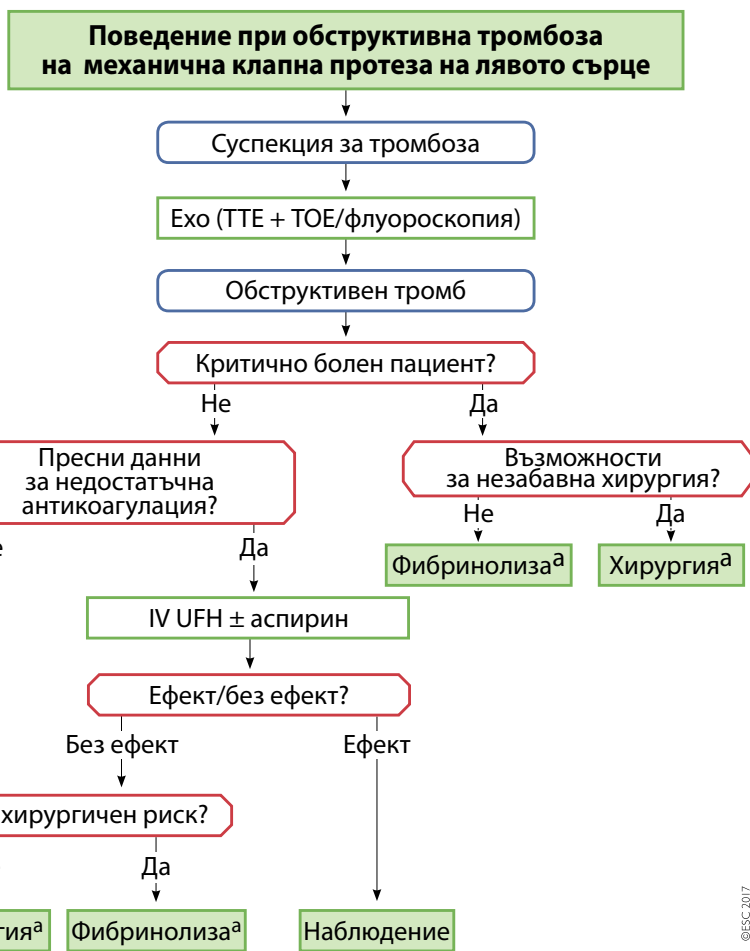 Поведение при обструктивна тромбоза
на механична клапна протеза на лявото сърце
Суспекция за тромбоза
Ехо (TTE + TOE/флуороскопия)
Обструктивен тромб
Критично болен пациент?
Не
Да
Пресни данни
за недостатъчна
антикоагулация?
Възможности
за незабавна хирургия?
Да
Не
Да
Фибринолизаa
Хирургияa
IV UFH ± аспирин
Ефект/без ефект?
Без ефект
Ефект
хирургичен риск?
Да
Фибринолизаa
Наблюдение
©ESC 2017